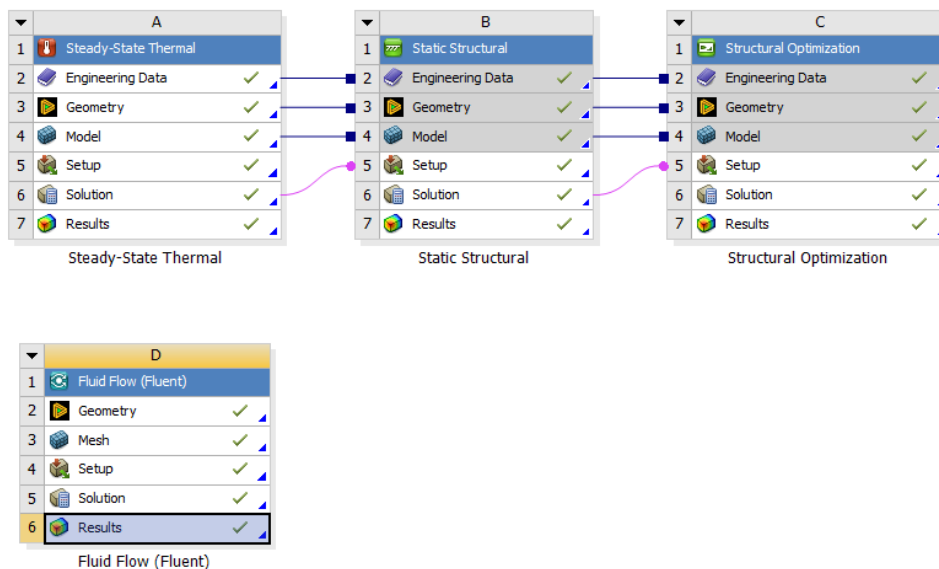 A
1 Steady-State Thermal
2 Engineering Data
3 Geometry
4 Model
5 Setup
6 Solution
7 Results
Steady-State Thermal
B
1 Static Structural
2 Engineering Data
3 Geometry
4 Model
5 Setup
6 Solution
7 Results
Static Structural
C
1 Structural Optimization
2 Engineering Data
3 Geometry
4 Model
5 Setup
6 Solution
7 Results
Structural Optimization
D
1 Fluid Flow (Fluent)
2 Geometry
3 Mesh
4 Setup
5 Solution
6 Results
Fluid Flow (Fluent)